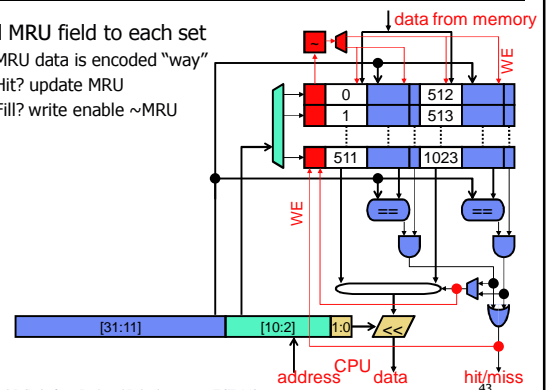 MRU field to each set
MRU data is encoded “way”
Hit? update MRU
Fill? write enable ~MRU
data from memory
~
WE
0
512
1
513
511
1023
WE
==
==
[31:11]
[10:2]
1:0
<<
CPU
address
data
hit/miss
43